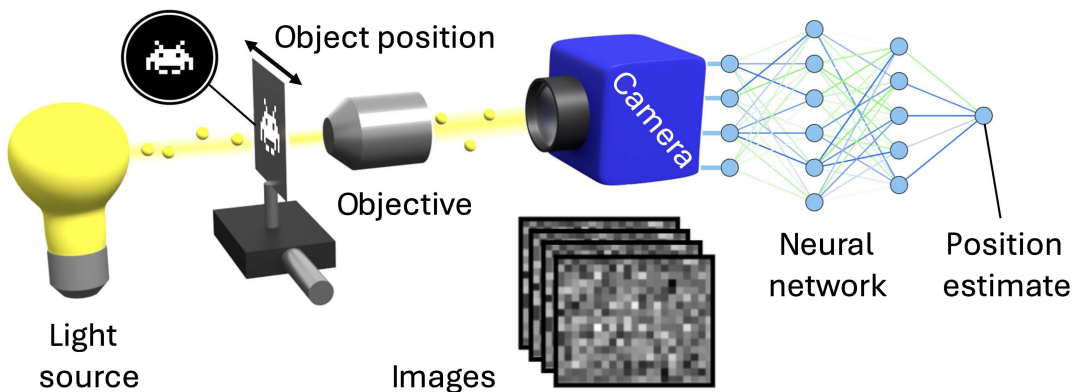 Object position
Camera
Objective
Light
source
Images
Neural
network
Position
estimate